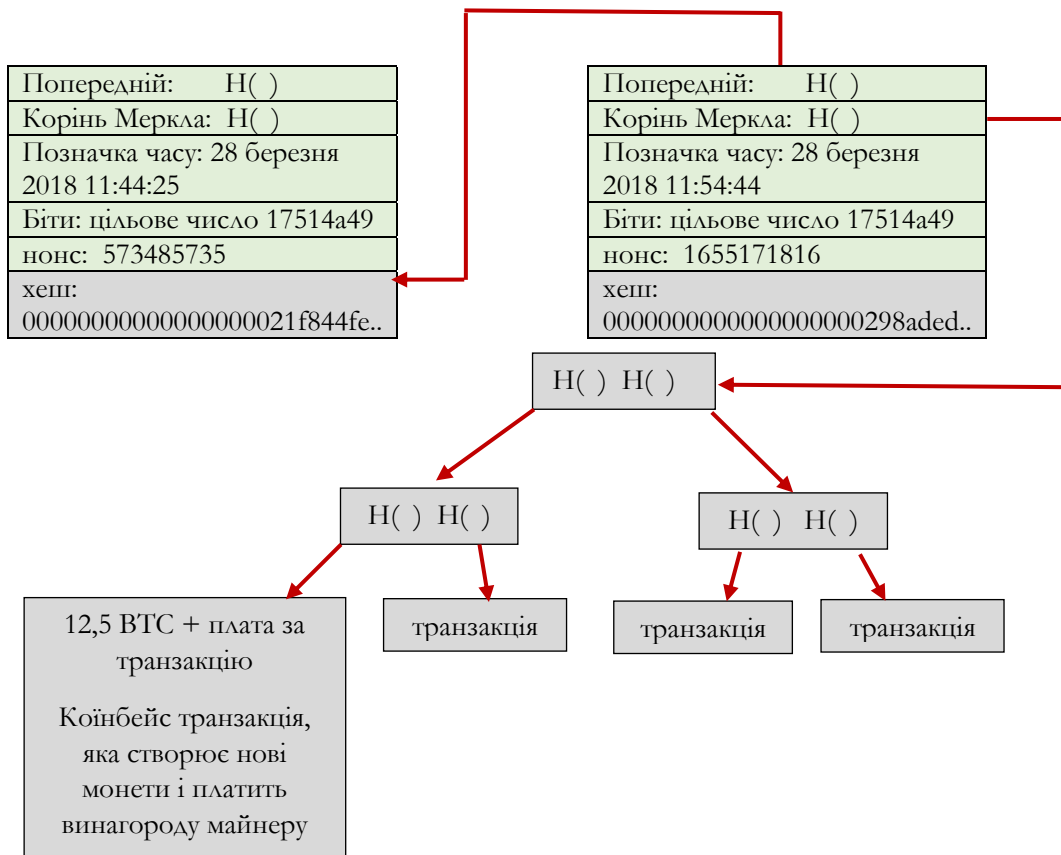 Попередній: H( )
Корінь Меркла: H( )
Позначка часу: 28 березня
2018 11:44:25
Біти: цільове число 17514a49
нонс: 573485735
хеш:
00000000000000000021f844fe..
Попередній: H( )
Корінь Меркла: H( )
Позначка часу: 28 березня
2018 11:54:44
Біти: цільове число 17514a49
нонс: 1655171816
хеш:
0000000000000000000298aded..
H( ) H( )
H( ) H( )
H( ) H( )
12,5 BTC + плата за
транзакцію
Коїнбейс транзакція,
яка створює нові
монети і платить
винагороду майнеру
транзакція
транзакція
транзакція